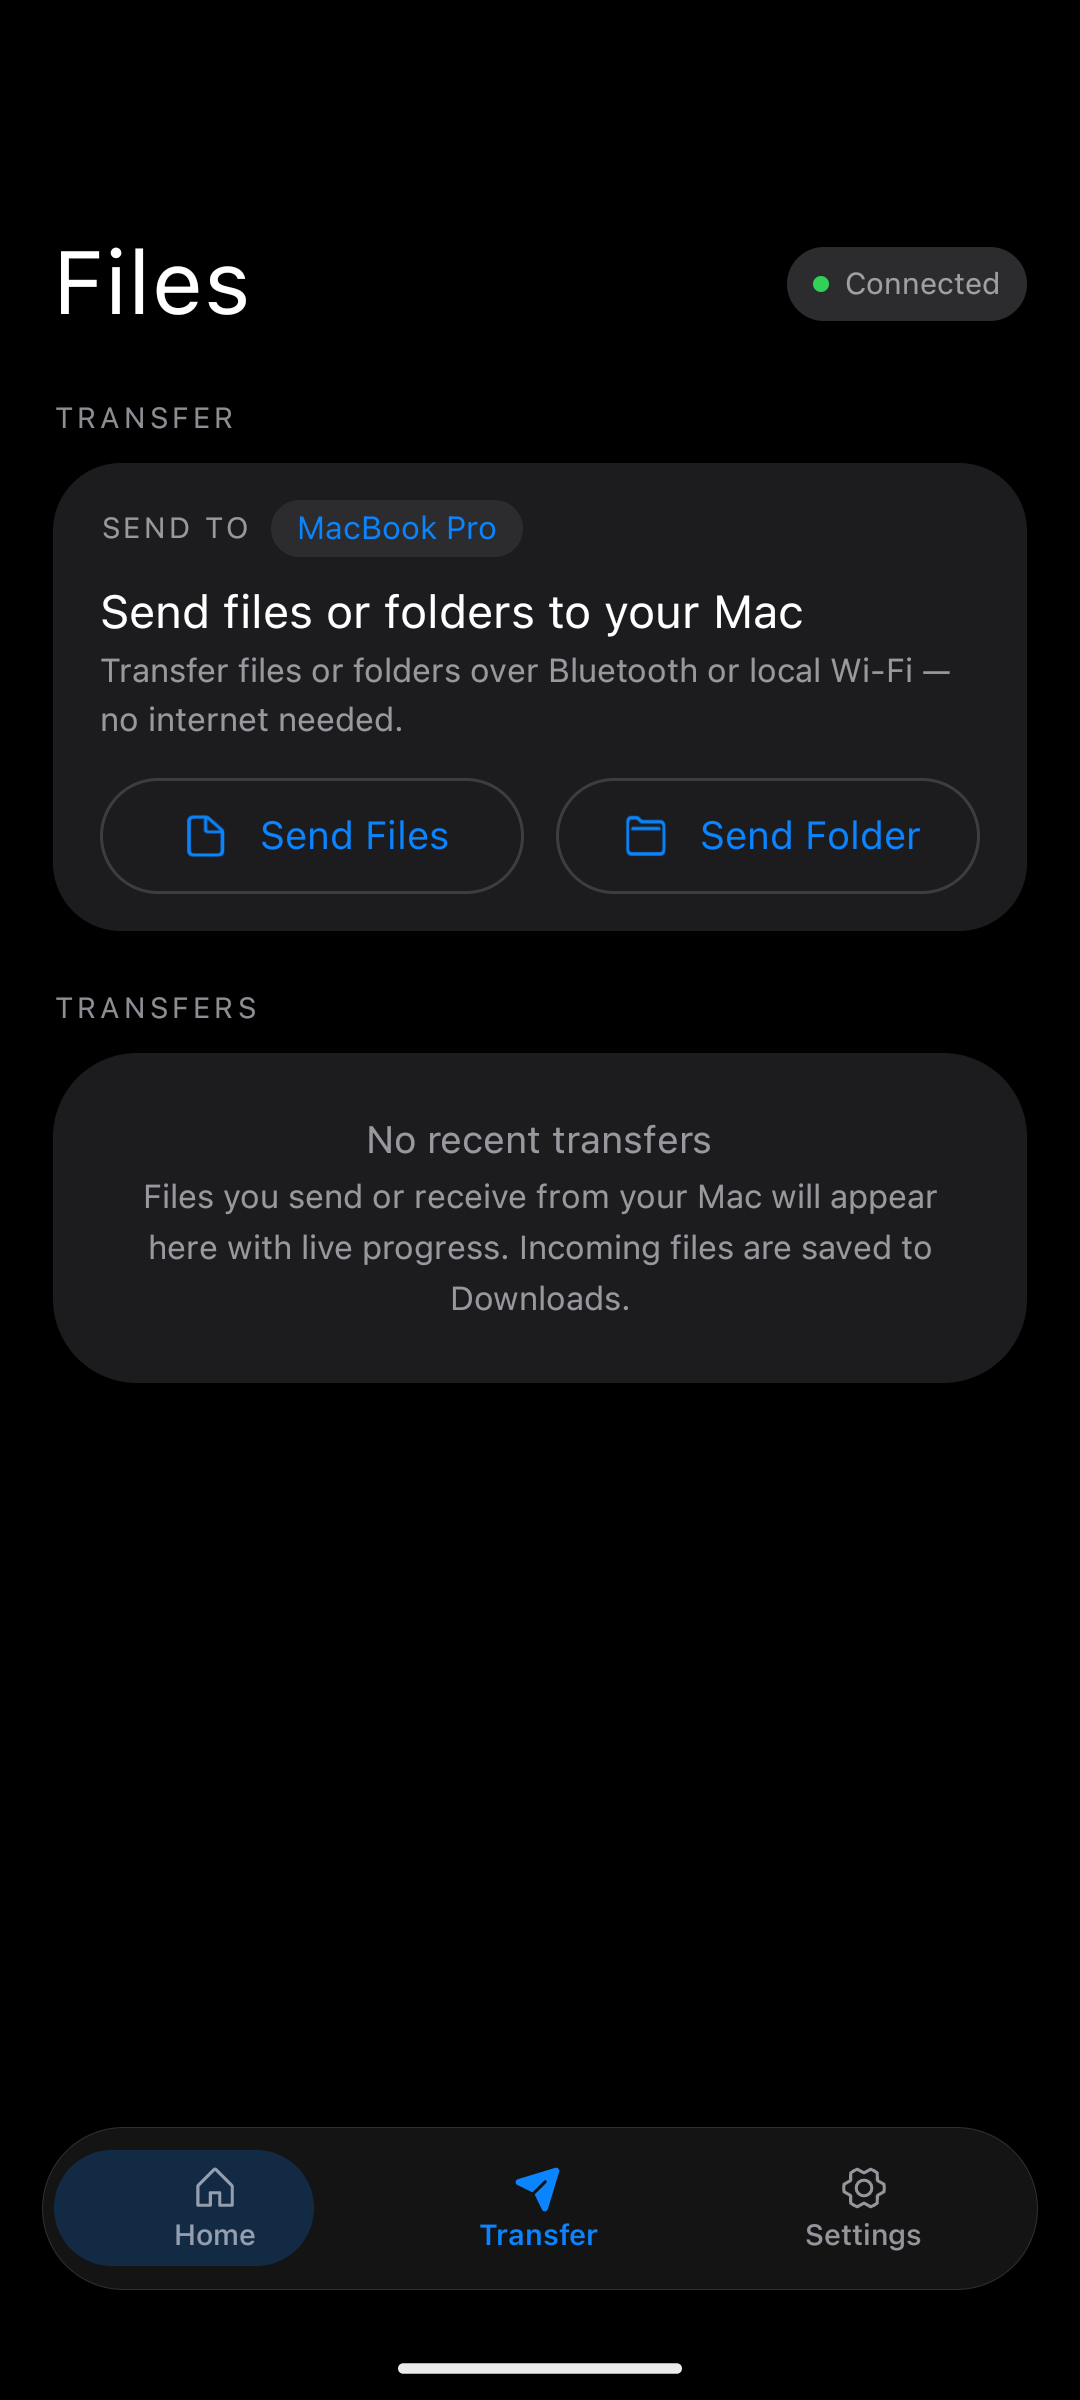 Files
Connected
TRANSFER
SEND TO MacBook Pro
Send files or folders to your Mac
Transfer files or folders over Bluetooth or local Wi-Fi —
no internet needed.
Send Files
Send Folder
TRANSFERS
No recent transfers
Files you send or receive from your Mac will appear
here with live progress. Incoming files are saved to
Downloads.
Home
Transfer
Settings